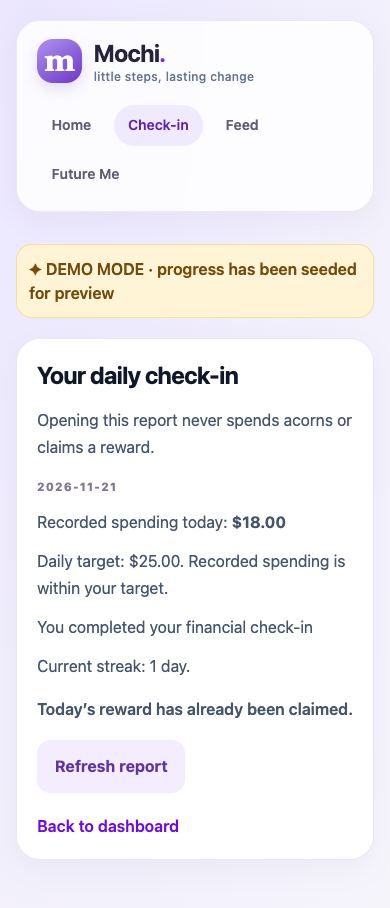 m
Mochi.
little steps, lasting change
Home
Check-in
Feed
Future Me
✦ DEMO MODE · progress has been seeded
for preview
Your daily check-in
Opening this report never spends acorns or
claims a reward.
2026-11-21
Recorded spending today: $18.00
Daily target: $25.00. Recorded spending is
within your target.
You completed your financial check-in
Current streak: 1 day.
Today’s reward has already been claimed.
Refresh report
Back to dashboard